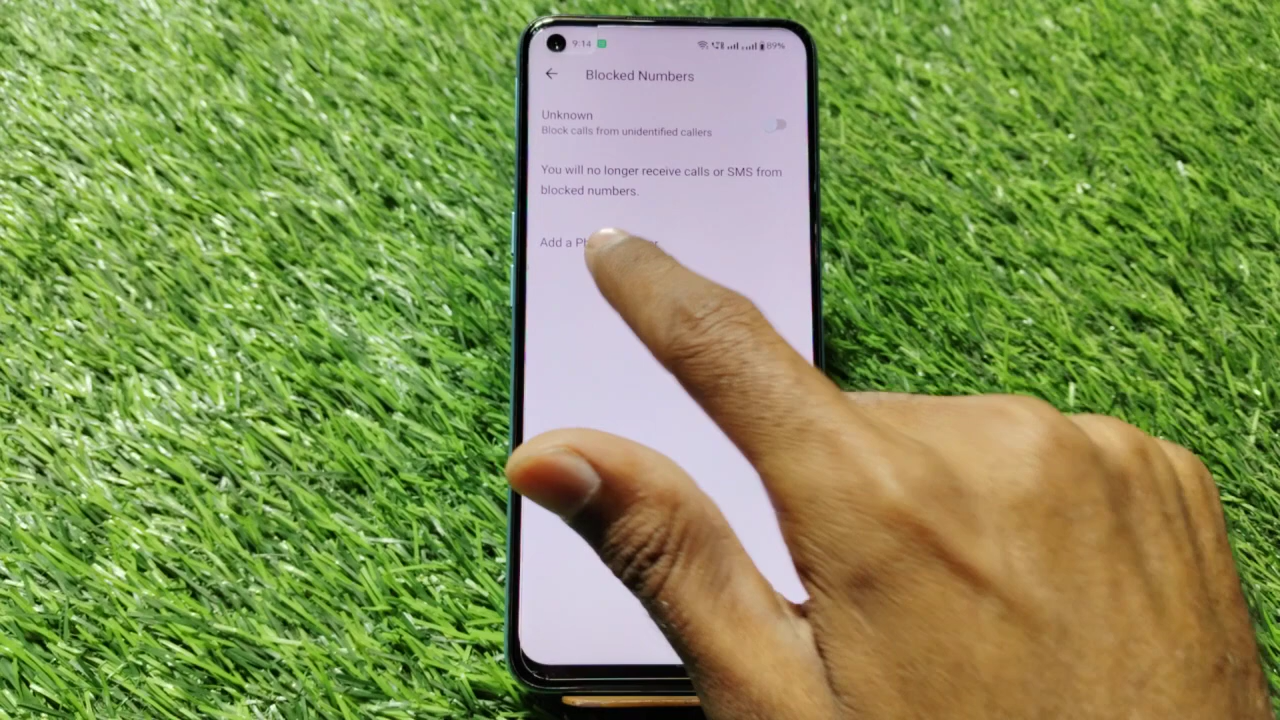 9:14
89%
Blocked Numbers
Unknown
Block calls from unidentified callers
You will no longer receive calls or SMS from
blocked numbers.
Add a